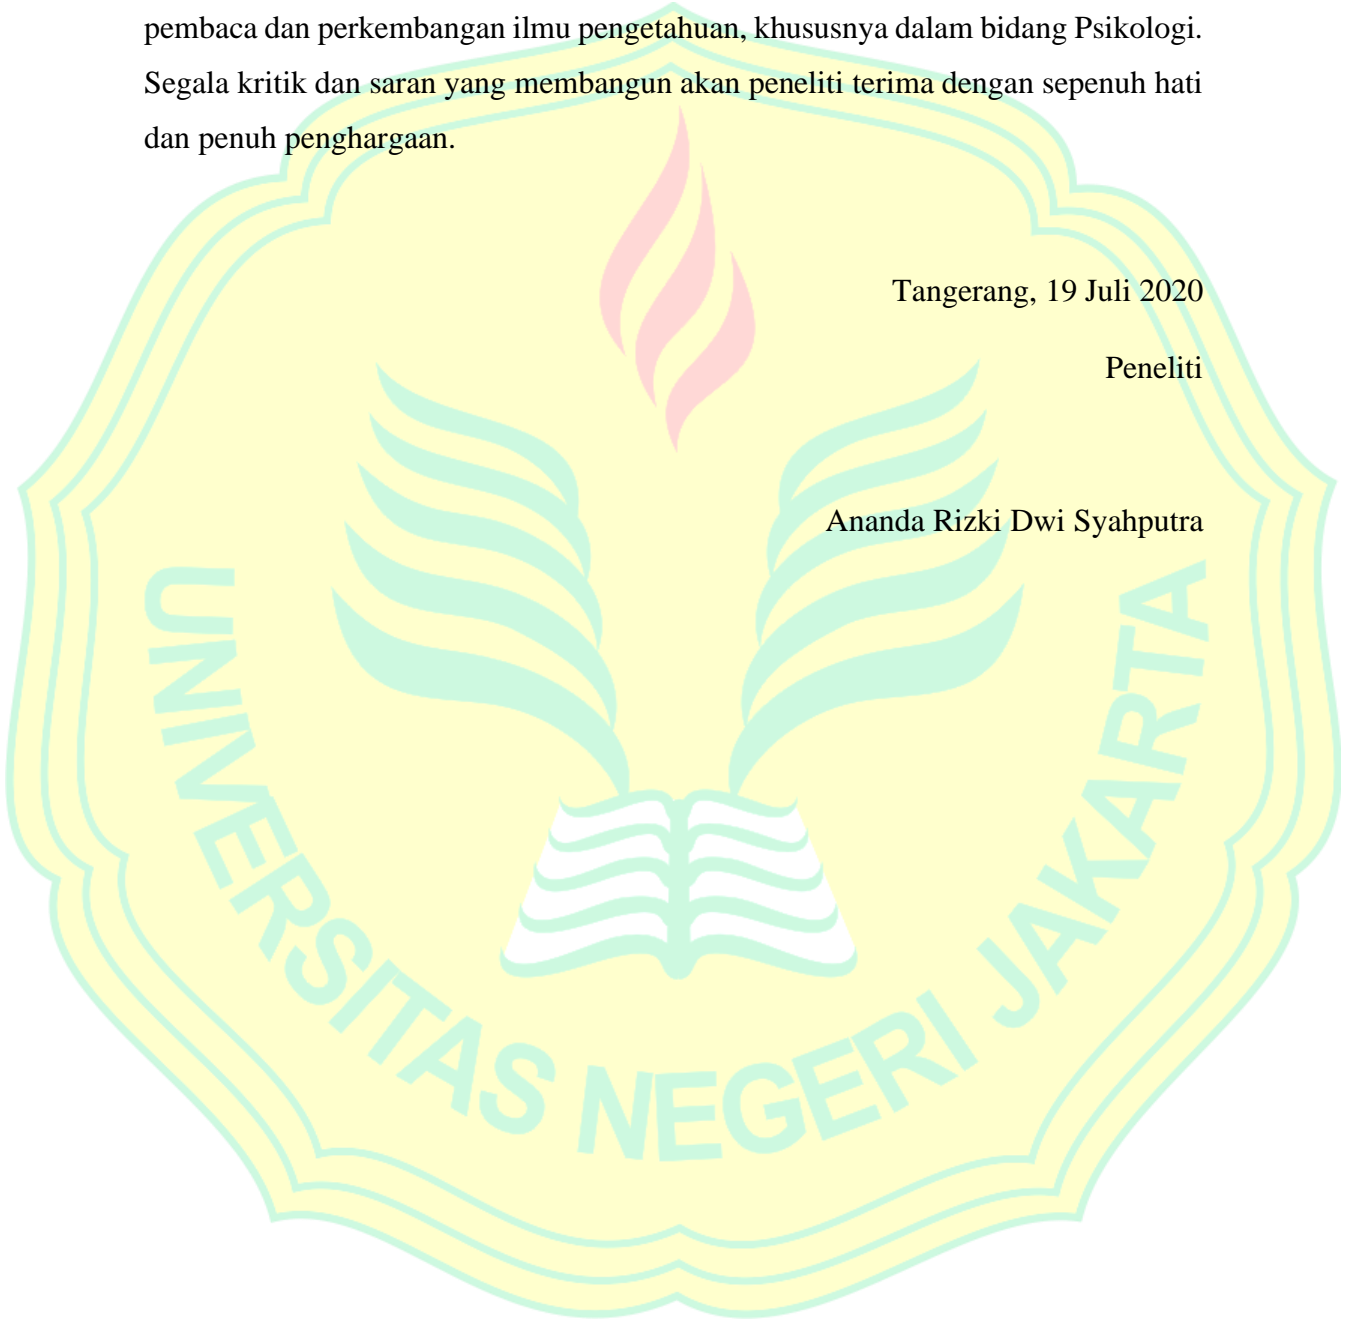 pembaca dan perkembangan ilmu pengetahuan, khususnya dalam bidang Psikologi.
Segala kritik dan saran yang membangun akan peneliti terima dengan sepenuh hati
dan penuh penghargaan.
Tangerang, 19 Juli 2020
Peneliti
Ananda Rizki Dwi Syahputra
UNIVERSITAS NEGERI JAKARTA